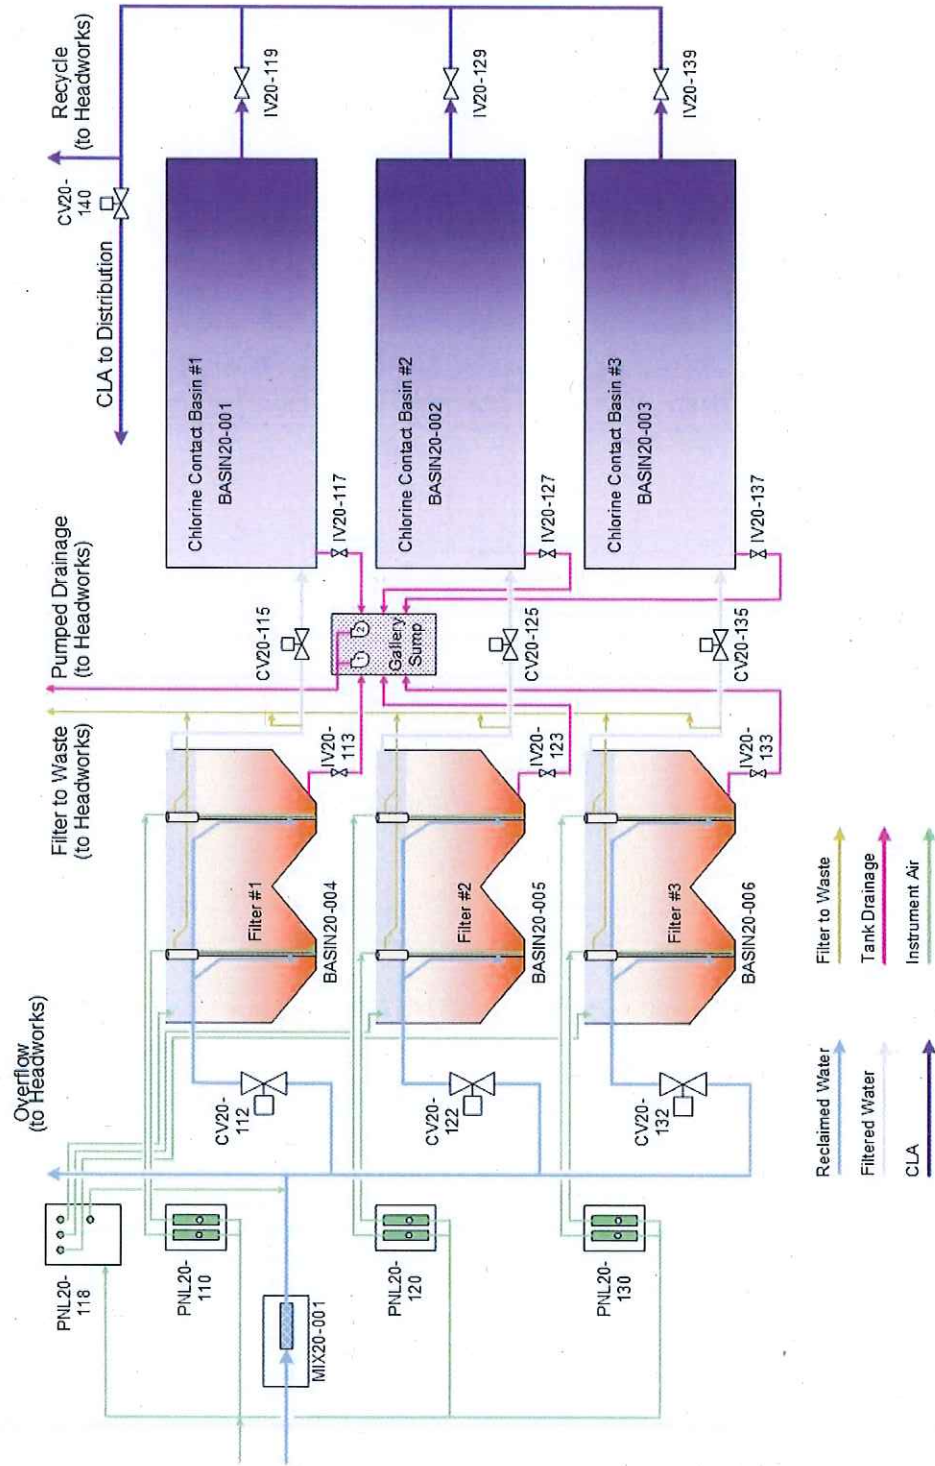 Overflow
(to Headworks)
Filter to Waste
(to Headworks)
Pumped Drainage
(to Headworks)
CLA to Distribution
CV20-
140
Recycle
(to Headworks)
PNL20-
118
PNL20-
110
MIX20-001
PNL20-
120
PNL20-
130
CV20-
112
CV20-
122
CV20-
132
Filter #1
BASIN20-004
Filter #2
BASIN20-005
Filter #3
BASIN20-006
IV20-
113
IV20-
123
IV20-
133
CV20-115
1
2
Gallery
Sump
CV20-125
CV20-135
IV20-117
IV20-127
IV20-137
Chlorine Contact Basin #1
BASIN20-001
Chlorine Contact Basin #2
BASIN20-002
Chlorine Contact Basin #3
BASIN20-003
IV20-119
IV20-129
IV20-139
Reclaimed Water
Filtered Water
CLA
Filter to Waste
Tank Drainage
Instrument Air